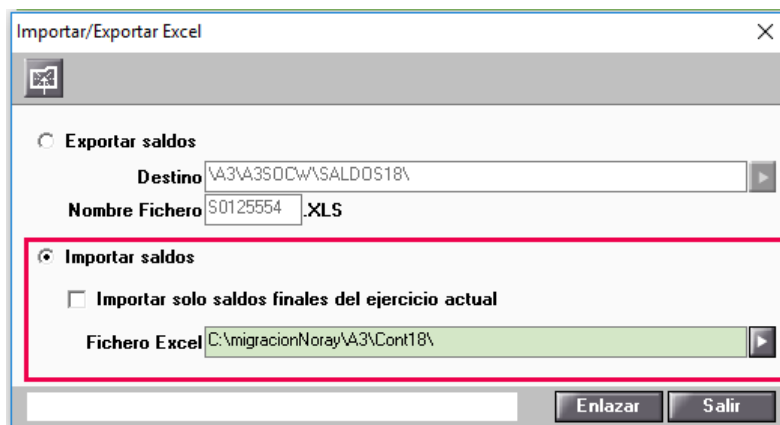 Importar/Exportar Excel
Exportar saldos
Destino \A3\A3SOCW\SALDOS18\
Nombre Fichero S0125554 .XLS
Importar saldos
Importar solo saldos finales del ejercicio actual
Fichero Excel C:\migracionNoray\A3\Cont18\
Enlazar Salir